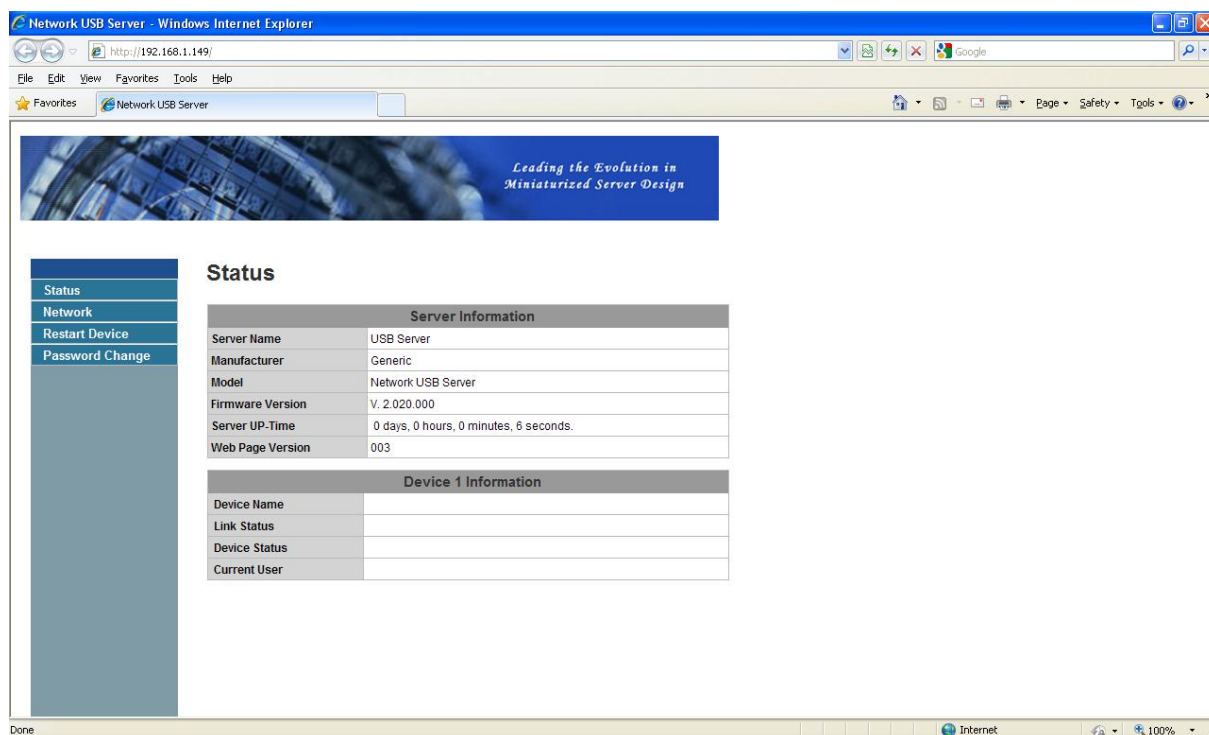 Network USB Server - Windows Internet Explorer
http://192.168.1.149/
Google
File Edit View Favorites Tools Help
Favorites
Network USB Server
Page Safety Tools
Leading the Evolution in
Miniaturized Server Design
Status
Network
Restart Device
Password Change
Status
Server Information
Server Name USB Server
Manufacturer Generic
Model Network USB Server
Firmware Version V. 2.020.000
Server UP-Time 0 days, 0 hours, 0 minutes, 6 seconds.
Web Page Version 003
Device 1 Information
Device Name
Link Status
Device Status
Current User
Done
Internet
100%